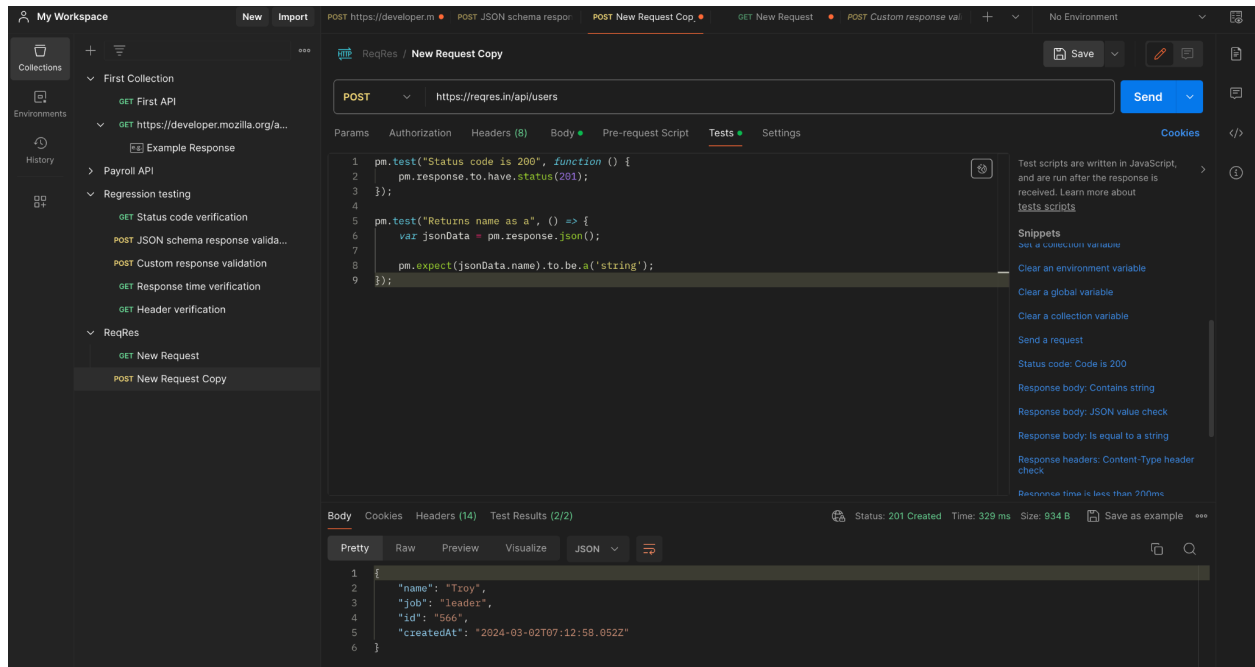 My Workspace
New Import
POST https://developer.m
POST JSON schema respor
POST New Request Cop
GET New Request
POST Custom response vali
No Environment
Collections
Environments
History
First Collection
GET First API
GET https://developer.mozilla.org/a...
e.g. Example Response
Payroll API
Regression testing
GET Status code verification
POST JSON schema response valida...
POST Custom response validation
GET Response time verification
GET Header verification
ReqRes
GET New Request
POST New Request Copy
HTTP ReqRes / New Request Copy
Save
POST https://reqres.in/api/users
Send
Params Authorization Headers (8) Body Pre-request Script Tests Settings
Cookies
1 pm.test("Status code is 200", function () {
2 pm.response.to.have.status(201);
3 });
4
5 pm.test("Returns name as a", () => {
6 var jsonData = pm.response.json();
7
8 pm.expect(jsonData.name).to.be.a('string');
9 });
Test scripts are written in JavaScript,
and are run after the response is
received. Learn more about
tests scripts
Snippets
Set a collection variable
Clear an environment variable
Clear a global variable
Clear a collection variable
Send a request
Status code: Code is 200
Response body: Contains string
Response body: JSON value check
Response body: Is equal to a string
Response headers: Content-Type header
check
Response time is less than 200ms
Body Cookies Headers (14) Test Results (2/2)
Status: 201 Created Time: 329 ms Size: 934 B Save as example
Pretty Raw Preview Visualize JSON
1 {
2 "name": "Troy",
3 "job": "leader",
4 "id": "566",
5 "createdAt": "2024-03-02T07:12:58.052Z"
6 }